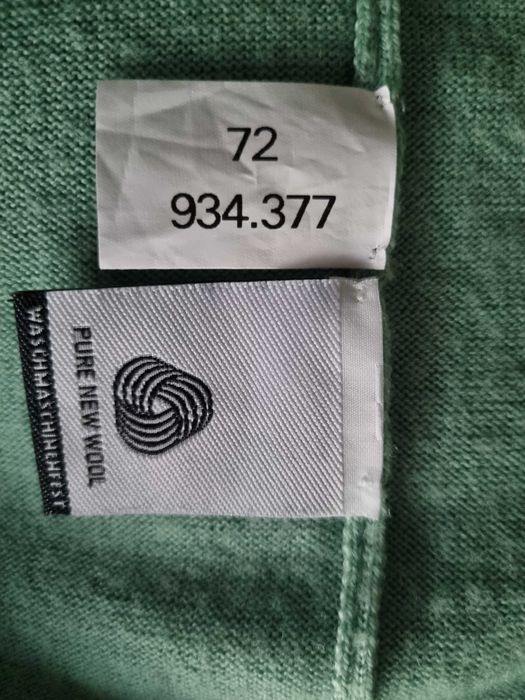 72
934.377
PURE NEW WOOL
WASCHMASCHINENFEST